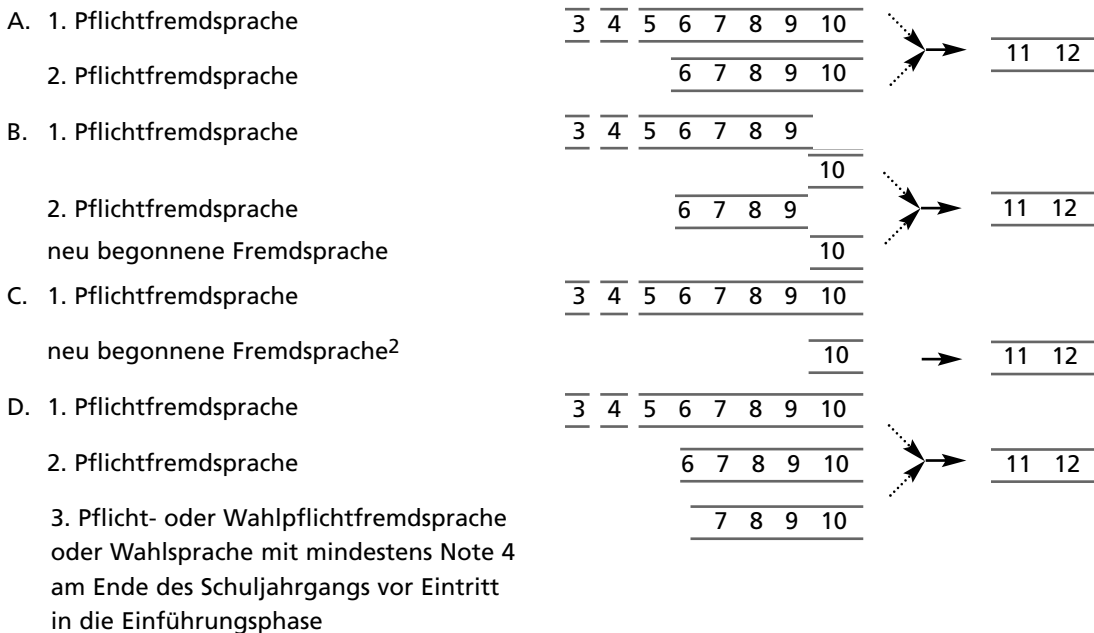 A. 1. Pflichtfremdsprache 3 4 5 6 7 8 9 10
11 12
2. Pflichtfremdsprache 6 7 8 9 10
B. 1. Pflichtfremdsprache 3 4 5 6 7 8 9
10
2. Pflichtfremdsprache 6 7 8 9 11 12
neu begonnene Fremdsprache 10
C. 1. Pflichtfremdsprache 3 4 5 6 7 8 9 10
neu begonnene Fremdsprache2 10 11 12
D. 1. Pflichtfremdsprache 3 4 5 6 7 8 9 10
2. Pflichtfremdsprache 6 7 8 9 10 11 12
3. Pflicht- oder Wahlpflichtfremdsprache 7 8 9 10
oder Wahlsprache mit mindestens Note 4
am Ende des Schuljahrgangs vor Eintritt
in die Einführungsphase